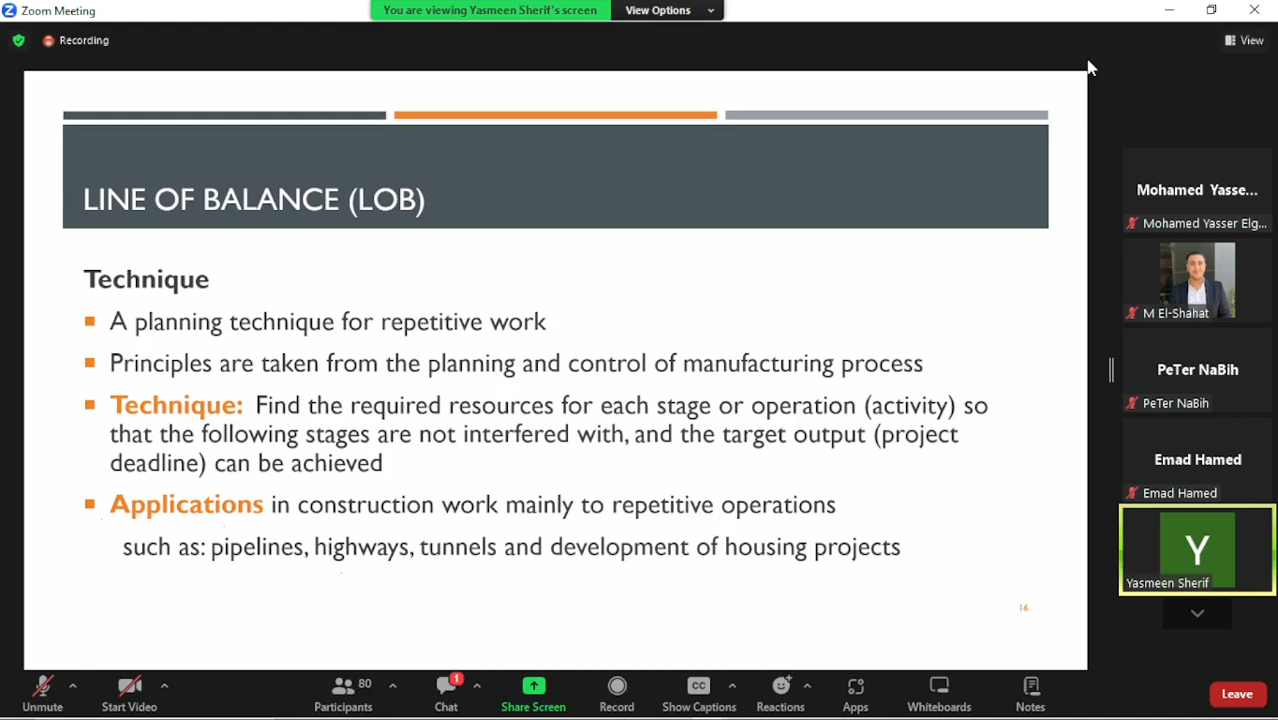 Zoom Meeting
You are viewing Yasmeen Sherif's screen
View Options
Recording
View
LINE OF BALANCE (LOB)
Technique
A planning technique for repetitive work
Principles are taken from the planning and control of manufacturing process
Technique: Find the required resources for each stage or operation (activity) so
that the following stages are not interfered with, and the target output (project
deadline) can be achieved
Applications in construction work mainly to repetitive operations
such as: pipelines, highways, tunnels and development of housing projects
16
Mohamed Yasse...
Mohamed Yasser Elg...
M El-Shahat
PeTer NaBih
PeTer NaBih
Emad Hamed
Emad Hamed
Y
Yasmeen Sherif
Unmute
Start Video
80
Participants
1
Chat
Share Screen
Record
CC
Show Captions
Reactions
Apps
Whiteboards
Notes
Leave